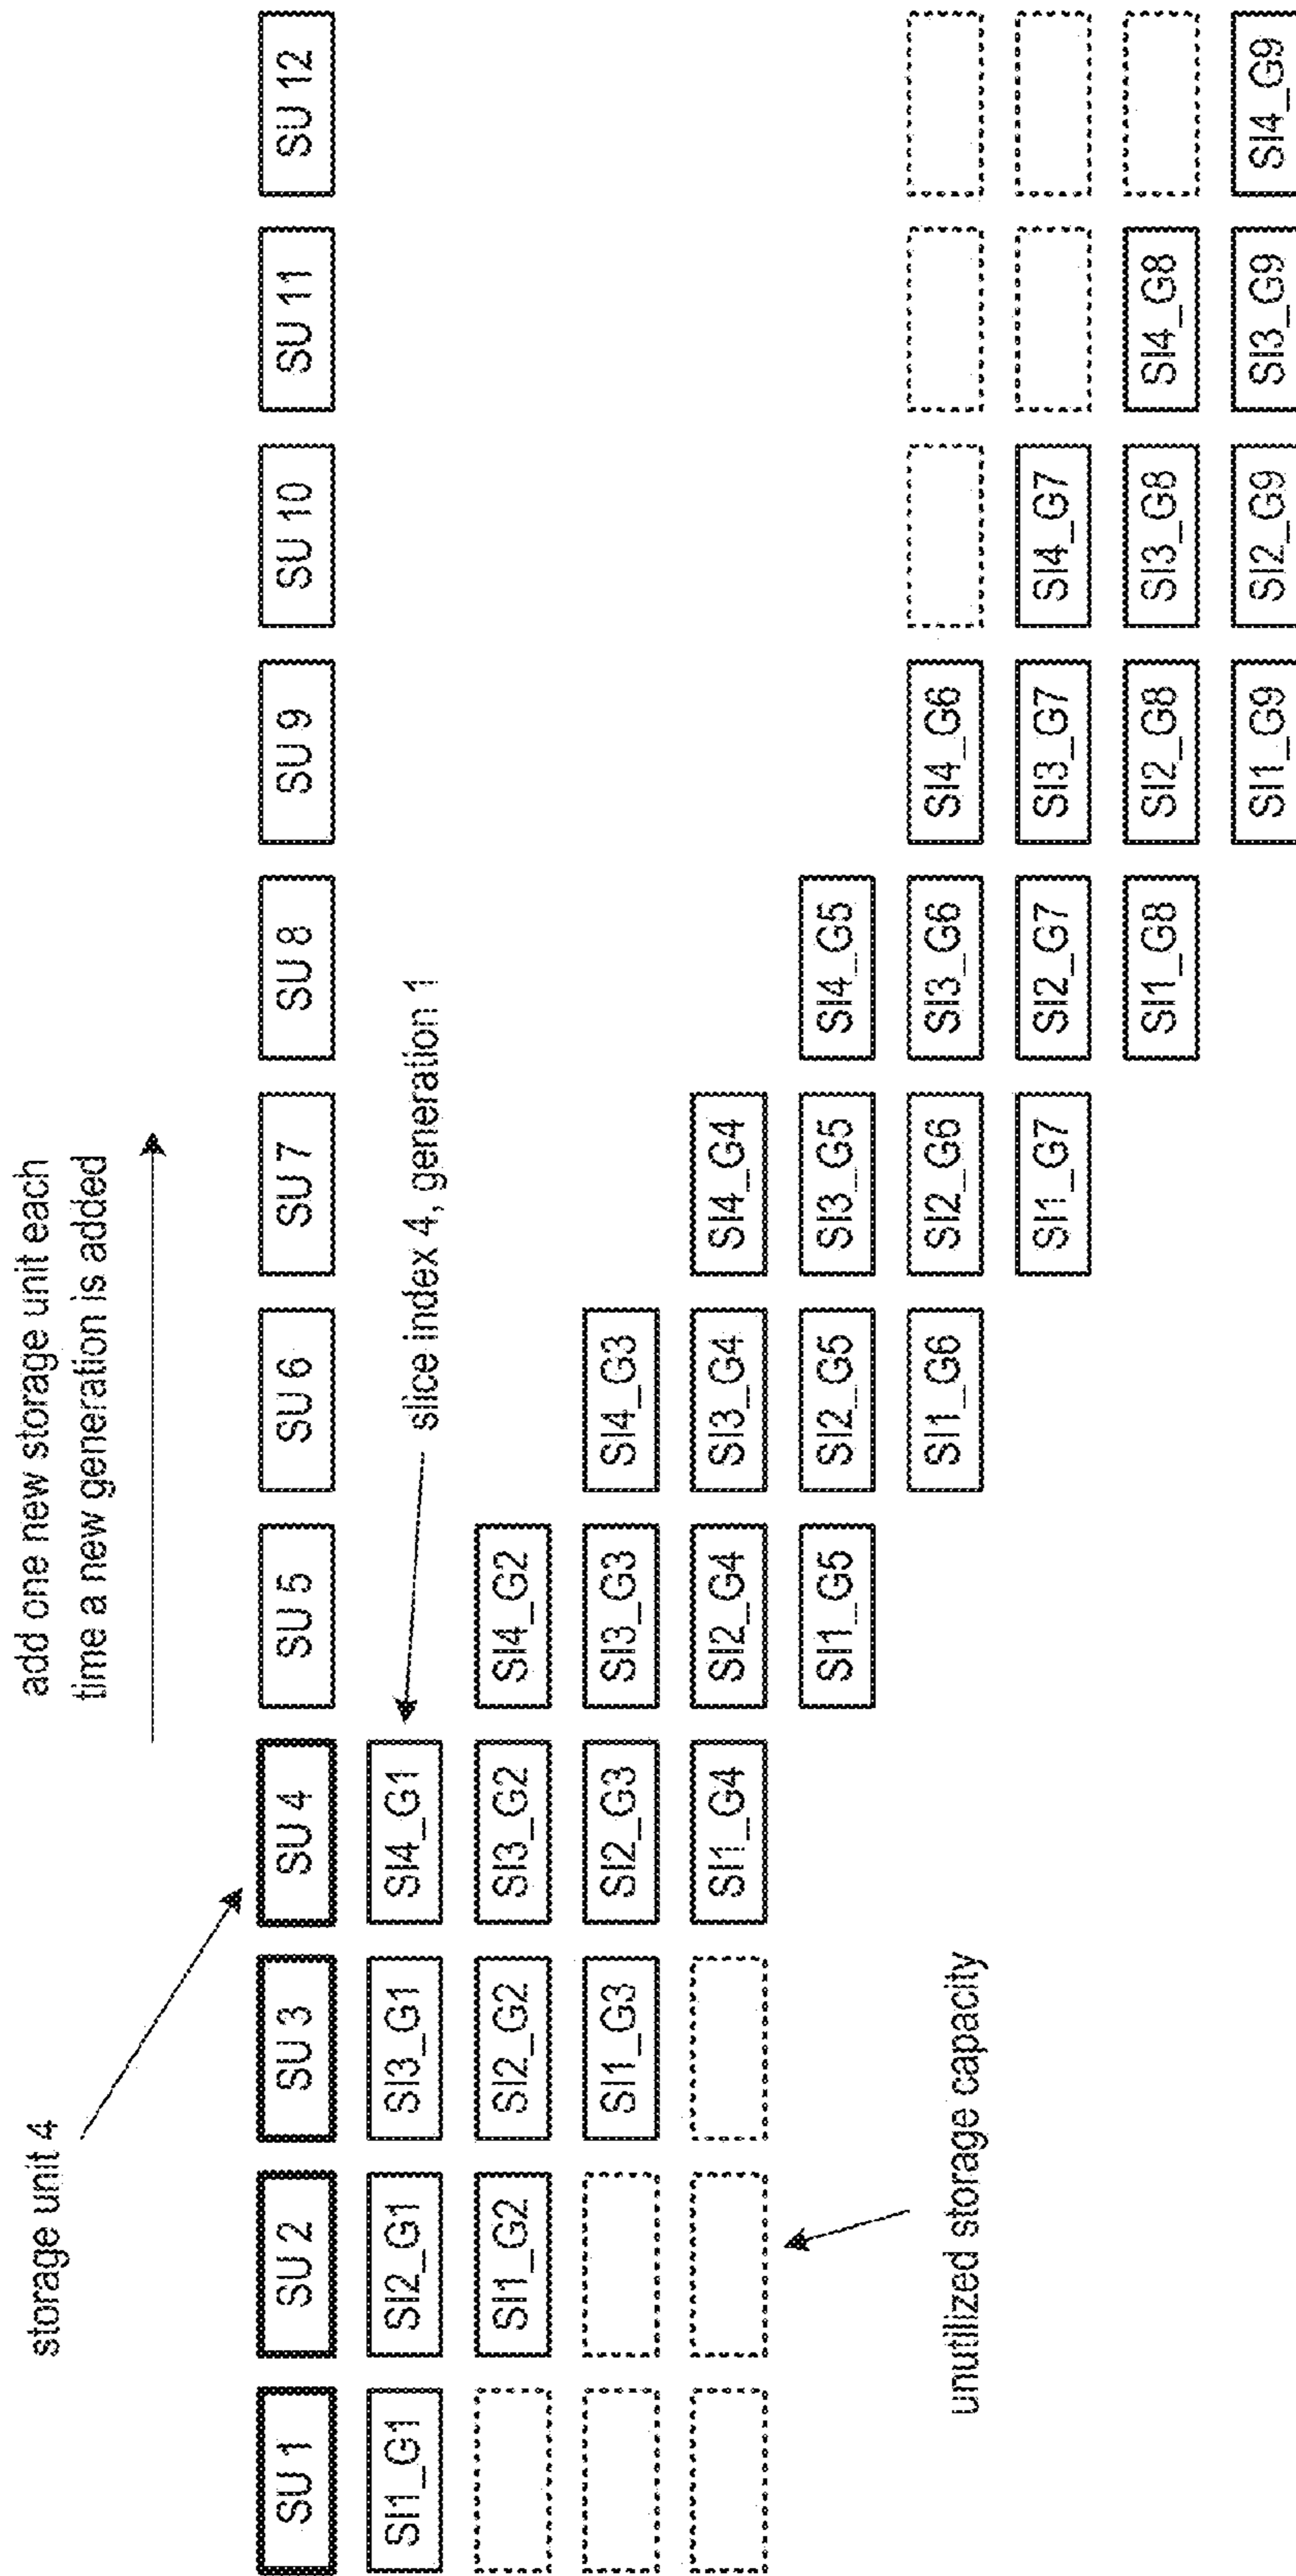 add one new storage unit each
time a new generation is added
storage unit 4
SU 1 SU 2 SU 3 SU 4 SU 5 SU 6 SU 7 SU 8 SU 9 SU 10 SU 11 SU 12
SI1_G1 SI2_G1 SI3_G1 SI4_G1
slice index 4, generation 1
SI1_G2 SI2_G2 SI3_G2 SI4_G2
SI1_G3 SI2_G3 SI3_G3 SI4_G3
SI1_G4 SI2_G4 SI3_G4 SI4_G4
SI1_G5 SI2_G5 SI3_G5 SI4_G5
SI1_G6 SI2_G6 SI3_G6 SI4_G6
unutilized storage capacity
SI1_G7 SI2_G7 SI3_G7 SI4_G7
SI1_G8 SI2_G8 SI3_G8 SI4_G8
SI1_G9 SI2_G9 SI3_G9 SI4_G9